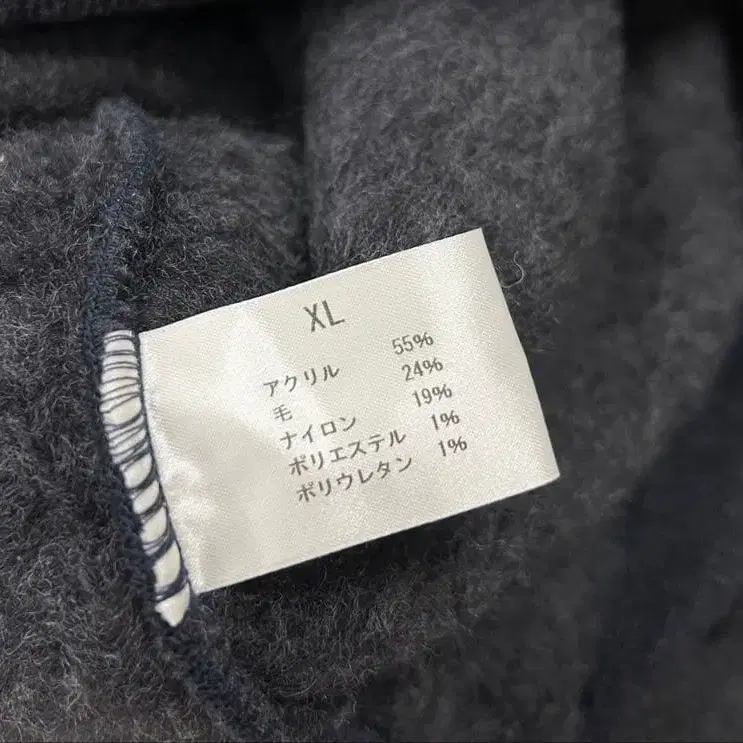 XL
アクリル 55%
毛 24%
ナイロン 19%
ポリエステル 1%
ポリウレタン 1%